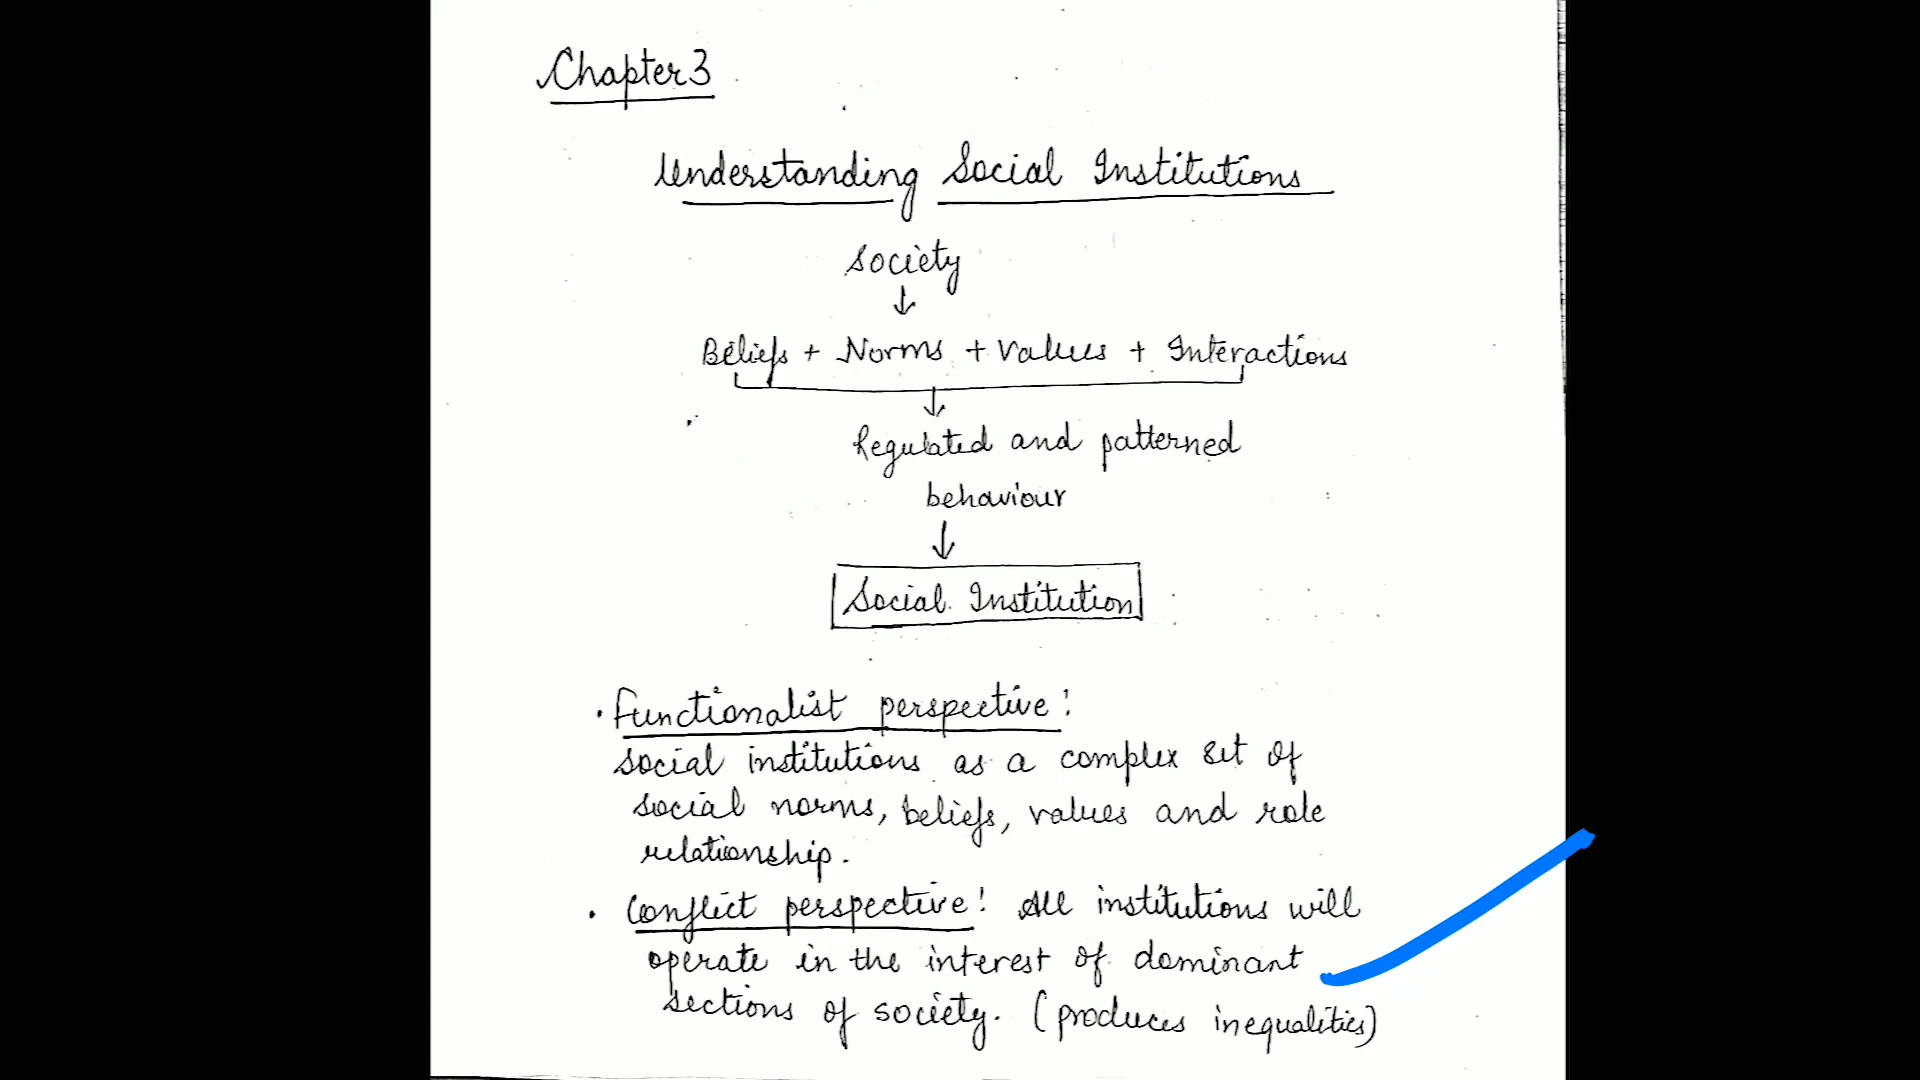 Chapter 3
Understanding Social Institutions
Society
↓
Beliefs + Norms + Values + Interactions
↓
Regulated and patterned
behaviour
↓
Social Institution
• Functionalist perspective:
Social institutions as a complex set of
social norms, beliefs, values and role
relationship.
• Conflict perspective: All institutions will
operate in the interest of dominant
sections of society. (produces inequalities)